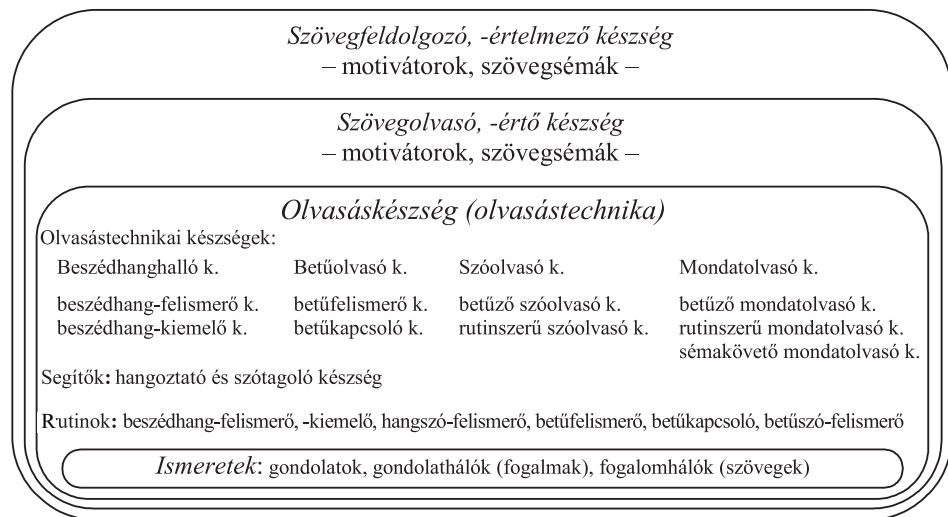 Szövegfeldolgozó, -értelmező készség
– motivátorok, szövegsémák –
Szövegolvasó, -értő készség
– motivátorok, szövegsémák –
Olvasáskészség (olvasástechnika)
Olvasástechnikai készségek:
Beszédhanghalló k. Betűolvasó k. Szóolvasó k. Mondatolvasó k.
beszédhang-felismerő k. betűfelismerő k. betűző szóolvasó k. betűző mondatolvasó k.
beszédhang-kiemelő k. betűkapcsoló k. rutinszerű szóolvasó k. rutinszerű mondatolvasó k.
sémakövető mondatolvasó k.
Segítők: hangoztató és szótagoló készség
Rutinok: beszédhang-felismerő, -kiemelő, hangszó-felismerő, betűfelismerő, betűkapcsoló, betűszó-felismerő
Ismeretek: gondolatok, gondolathálók (fogalmak), fogalomhálók (szövegek)